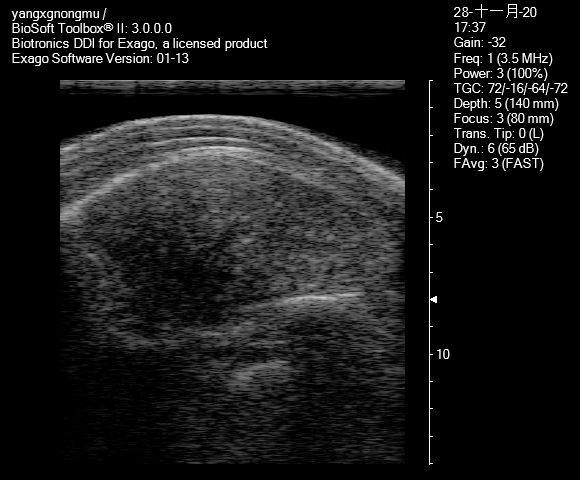 yangxgnongmu /
BioSoft Toolbox® II: 3.0.0.0
Biotronics DDI for Exago, a licensed product
Exago Software Version: 01-13
28-十一月-20
17:37
Gain: -32
Freq: 1 (3.5 MHz)
Power: 3 (100%)
TGC: 72/-16/-64/-72
Depth: 5 (140 mm)
Focus: 3 (80 mm)
Trans. Tip: 0 (L)
Dyn.: 6 (65 dB)
FAvg: 3 (FAST)
5
10